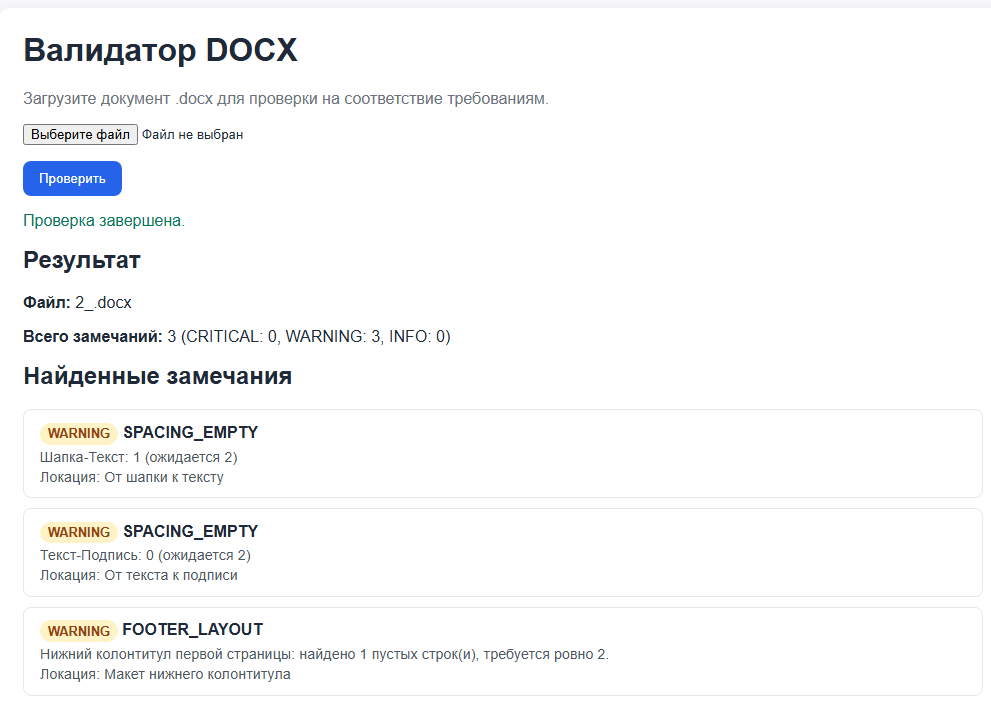 Валидатор DOCX
Загрузите документ .docx для проверки на соответствие требованиям.
Выберите файл Файл не выбран
Проверить
Проверка завершена.
Результат
Файл: 2_.docx
Всего замечаний: 3 (CRITICAL: 0, WARNING: 3, INFO: 0)
Найденные замечания
WARNING SPACING_EMPTY
Шапка-Текст: 1 (ожидается 2)
Локация: От шапки к тексту
WARNING SPACING_EMPTY
Текст-Подпись: 0 (ожидается 2)
Локация: От текста к подписи
WARNING FOOTER_LAYOUT
Нижний колонтитул первой страницы: найдено 1 пустых строк(и), требуется ровно 2.
Локация: Макет нижнего колонтитула